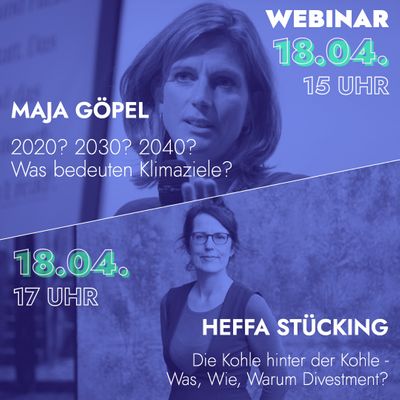 WEBINAR
18.04.
15 UHR
MAJA GÖPEL
2020? 2030? 2040?
Was bedeuten Klimaziele?
18.04.
17 UHR
HEFFA STÜCKING
Die Kohle hinter der Kohle -
Was, Wie, Warum Divestment?